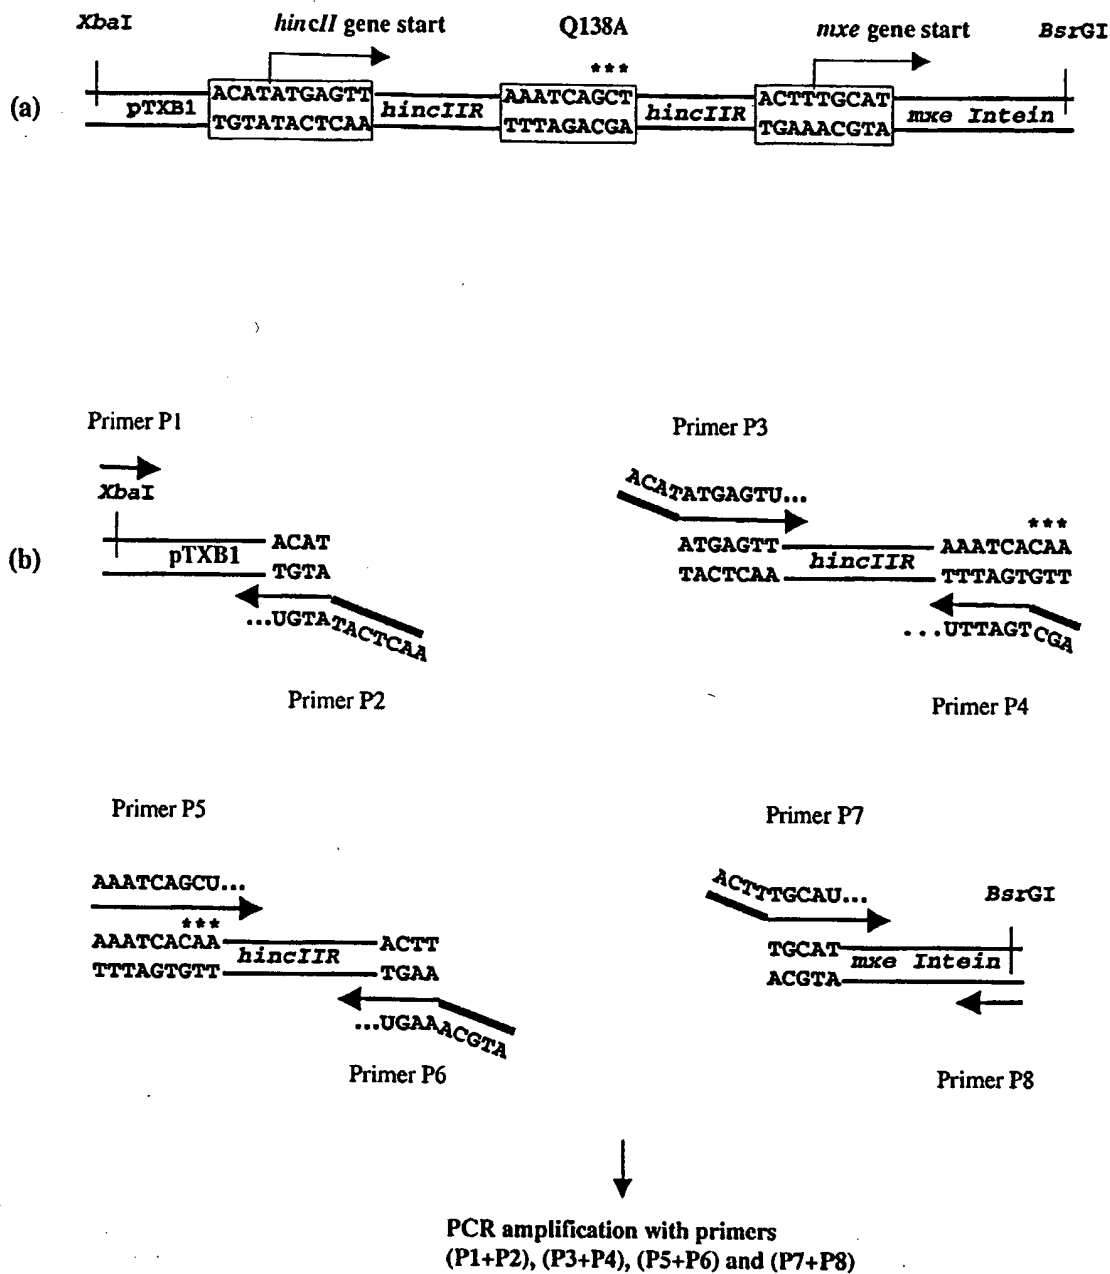 XbaI
hincII gene start
Q138A
mxe gene start
BsrGI
***
(a)
pTXB1
ACATATGAGTT
TGTATACTCAA
hincIIR
AAATCAGCT
TTTAGACGA
hincIIR
ACTTTGCAT
TGAAACGTA
mxe Intein
Primer P1
XbaI
(b)
pTXB1
ACAT
TGTA
...UGTATACTCAA
Primer P2
Primer P3
ACATATGAGTU...
***
ATGAGTT
TACTCAA
hincIIR
AAATCACAA
TTTAGTGTT
...UTTAGTCGA
Primer P4
Primer P5
AAATCAGCU...
***
AAATCACAA
TTTAGTGTT
hincIIR
ACTT
TGAA
...UGAAACGTA
Primer P6
Primer P7
ACTTTGCAU...
BsrGI
TGCAT
ACGTA
mxe Intein
Primer P8
PCR amplification with primers
(P1+P2), (P3+P4), (P5+P6) and (P7+P8)